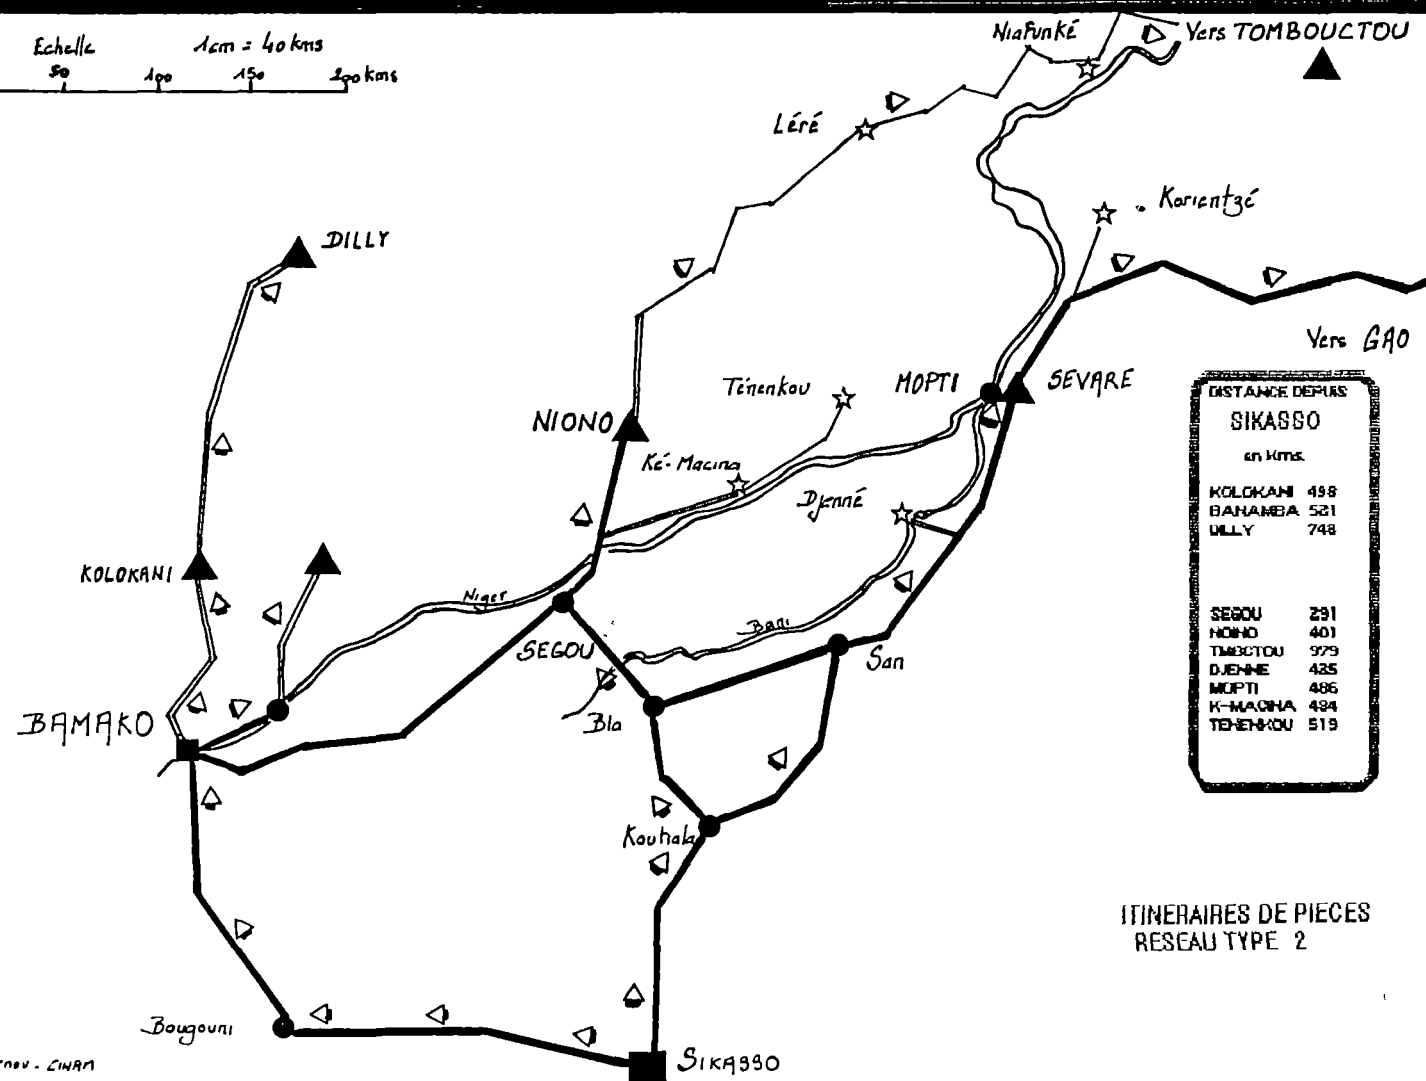 Echelle 1cm = 40 kms
50 100 150 200 kms
Niafunké
Vers TOMBOUCTOU
Léré
Korientzé
DILLY
Vers GAO
Ténenkou
MOPTI
SEVARE
NIONO
Ké-Macina
Djenné
KOLOKANI
Niger
Bani
SEGOU
San
BAMAKO
Bla
Koutiala
Bougouni
SIKASSO
DISTANCE DEPUIS
SIKASSO
en kms
KOLOKANI 498
BANAMBA 521
DILLY 748
SEGOU 291
NIONO 401
TMBCTOU 979
DJENNE 425
MOPTI 486
K-MACINA 494
TENENKOU 519
ITINERAIRES DE PIECES
RESEAU TYPE 2